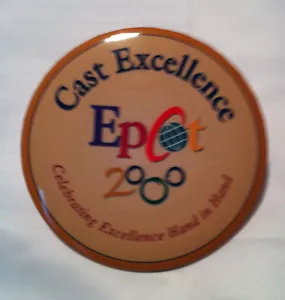 Cast Excellence
Epcot
2000
Celebrating Excellence Hand in Hand